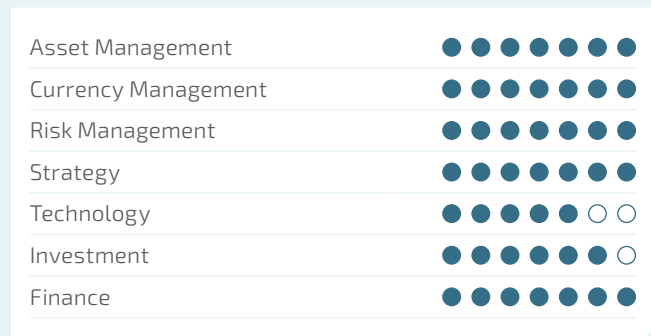 Asset Management
Currency Management
Risk Management
Strategy
Technology
Investment
Finance